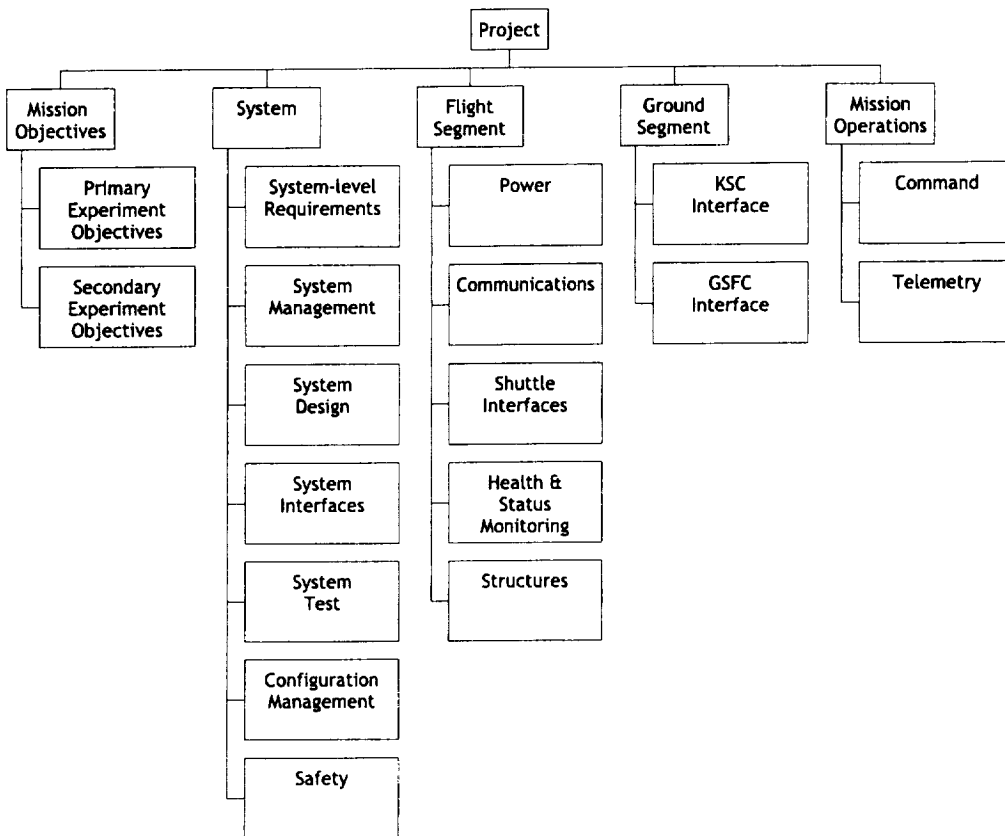 Project
Mission
Objectives
Primary
Experiment
Objectives
Secondary
Experiment
Objectives
System
System-level
Requirements
System
Management
System
Design
System
Interfaces
System
Test
Configuration
Management
Safety
Flight
Segment
Power
Communications
Shuttle
Interfaces
Health &
Status
Monitoring
Structures
Ground
Segment
KSC
Interface
GSFC
Interface
Mission
Operations
Command
Telemetry